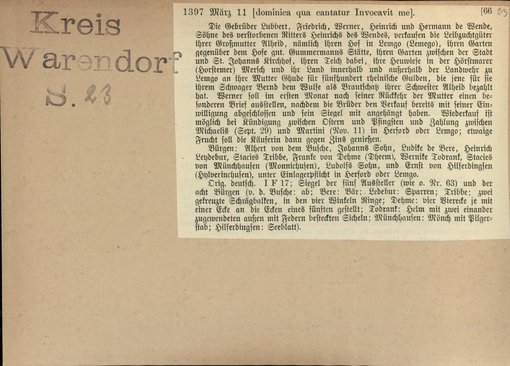 Kreis
Warendorf
S. 23
1397 März 11 [dominica qua cantatur Invocavit me]. [66
23
Die Gebrüder Lubbert, Friedrich, Werner, Heinrich und Hermann de Wende,
Söhne des verstorbenen Ritters Heinrichs des Wendes, verkaufen die Leibzuchtgüter
ihrer Großmutter Alheid, nämlich ihren Hof in Lemgo (Lemego), ihren Garten
gegenüber dem Hofe gnt. Gummermanns Stätte, ihren Garten zwischen der Stadt
und St. Johanns Kirchhof, ihren Teich dabei, ihre Heuwiese in der Hörstmarer
(Horstemer) Mersch und ihr Land innerhalb und außerhalb der Landwehr zu
Lemgo an ihre Mutter Ghude für fünfhundert rheinische Gulden, die jene für sie
ihrem Schwager Bernd dem Wulfe als Brautschatz ihrer Schwester Alheid bezahlt
hat. Werner soll im ersten Monat nach seiner Rückkehr der Mutter einen be-
sonderen Brief ausstellen, nachdem die Brüder den Verkauf bereits mit seiner Ein-
willigung abgeschlossen und sein Siegel mit angehängt haben. Wiederkauf ist
möglich bei Kündigung zwischen Ostern und Pfingsten und Zahlung zwischen
Michaelis (Sept. 29) und Martini (Nov. 11) in Herford oder Lemgo; etwaige
Frucht soll die Käuferin dann gegen Zins genießen.
Bürgen: Albert von dem Busche, Johanns Sohn, Ludike de Bere, Heinrich
Leydebur, Stacies Dribbe, Franke von Dehme (Dhem), Wernike Todrank, Stacies
von Münchhausen (Monnichusen), Ludolfs Sohn, und Ernst von Hilferdingsen
(Hylverinchusen), unter Einlagerpflicht in Herford oder Lemgo.
Orig. deutsch. I F 17; Siegel der fünf Aussteller (wie o. Nr. 63) und der
acht Bürgen (v. d. Busche: ab; Bere: Bär; Ledebur: Sparren; Dribbe: zwei
gekreuzte Schrägbalken, in den vier Winkeln Ringe; Dehme: vier Vierecke je mit
einer Ecke an die Ecken eines fünften gestellt; Todrank: Helm mit zwei einander
zugewendeten außen mit Federn besteckten Sicheln; Münchhausen: Mönch mit Pilger-
stab; Hilferdingsen: Seeblatt).